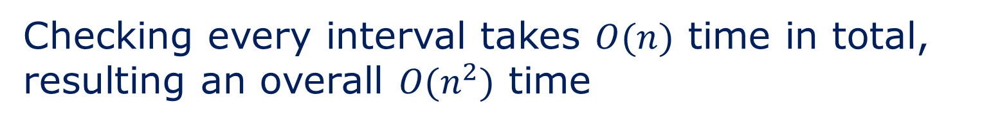 Checking every interval takes O(n) time in total,
resulting an overall O(n²) time